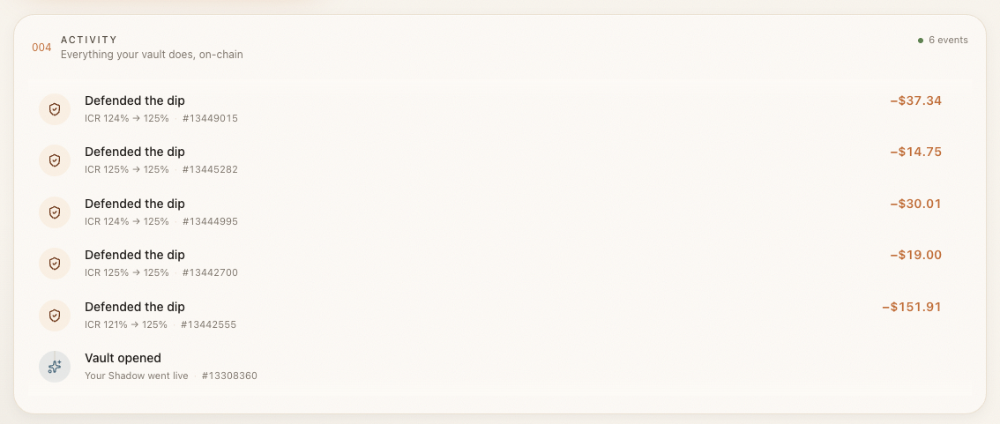 004
ACTIVITY
Everything your vault does, on-chain
6 events
Defended the dip
–$37.34
ICR 124% → 125% · #13449015
Defended the dip
–$14.75
ICR 125% → 125% · #13445282
Defended the dip
–$30.01
ICR 124% → 125% · #13444995
Defended the dip
–$19.00
ICR 125% → 125% · #13442700
Defended the dip
–$151.91
ICR 121% → 125% · #13442555
Vault opened
Your Shadow went live · #13308360